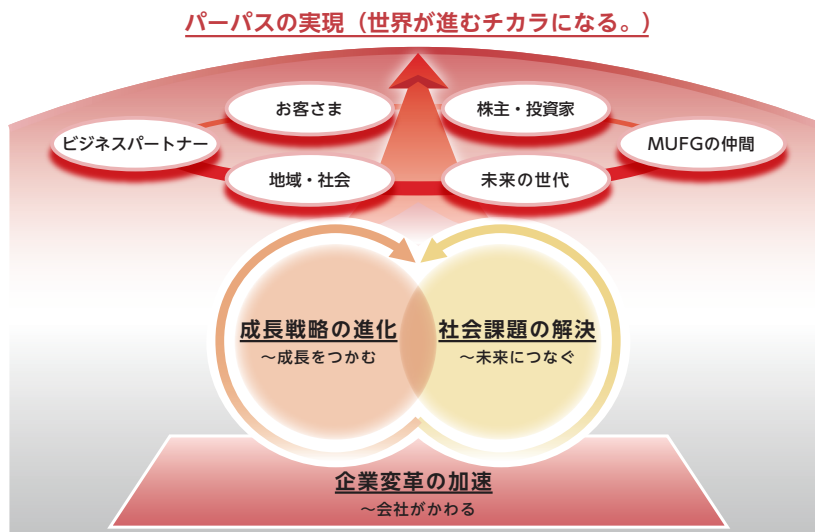 パーパスの実現（世界が進むチカラになる。）
お客さま
株主・投資家
ビジネスパートナー
MUFGの仲間
地域・社会
未来の世代
成長戦略の進化
～成長をつかむ
社会課題の解決
～未来につなぐ
企業変革の加速
～会社がかわる